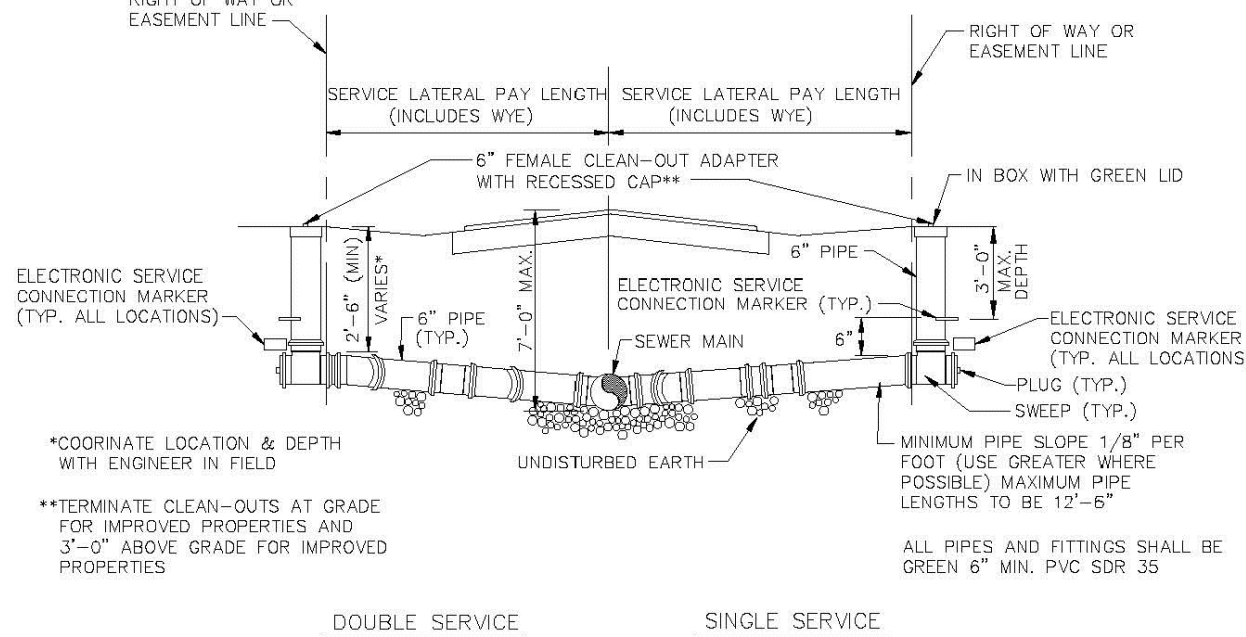 RIGHT OF WAY OR
EASEMENT LINE
RIGHT OF WAY OR
EASEMENT LINE
SERVICE LATERAL PAY LENGTH
(INCLUDES WYE)
SERVICE LATERAL PAY LENGTH
(INCLUDES WYE)
6" FEMALE CLEAN-OUT ADAPTER
WITH RECESSED CAP**
IN BOX WITH GREEN LID
ELECTRONIC SERVICE
CONNECTION MARKER
(TYP. ALL LOCATIONS)
2'-6" (MIN)
VARIES*
6" PIPE
(TYP.)
7'-0" MAX.
SEWER MAIN
6" PIPE
ELECTRONIC SERVICE
CONNECTION MARKER (TYP.)
6"
3'-0"
MAX.
DEPTH
ELECTRONIC SERVICE
CONNECTION MARKER
(TYP. ALL LOCATIONS
PLUG (TYP.)
SWEEP (TYP.)
UNDISTURBED EARTH
MINIMUM PIPE SLOPE 1/8" PER
FOOT (USE GREATER WHERE
POSSIBLE) MAXIMUM PIPE
LENGTHS TO BE 12'-6"
ALL PIPES AND FITTINGS SHALL BE
GREEN 6" MIN. PVC SDR 35
*COORINATE LOCATION & DEPTH
WITH ENGINEER IN FIELD
**TERMINATE CLEAN-OUTS AT GRADE
FOR IMPROVED PROPERTIES AND
3'-0" ABOVE GRADE FOR IMPROVED
PROPERTIES
DOUBLE SERVICE
SINGLE SERVICE